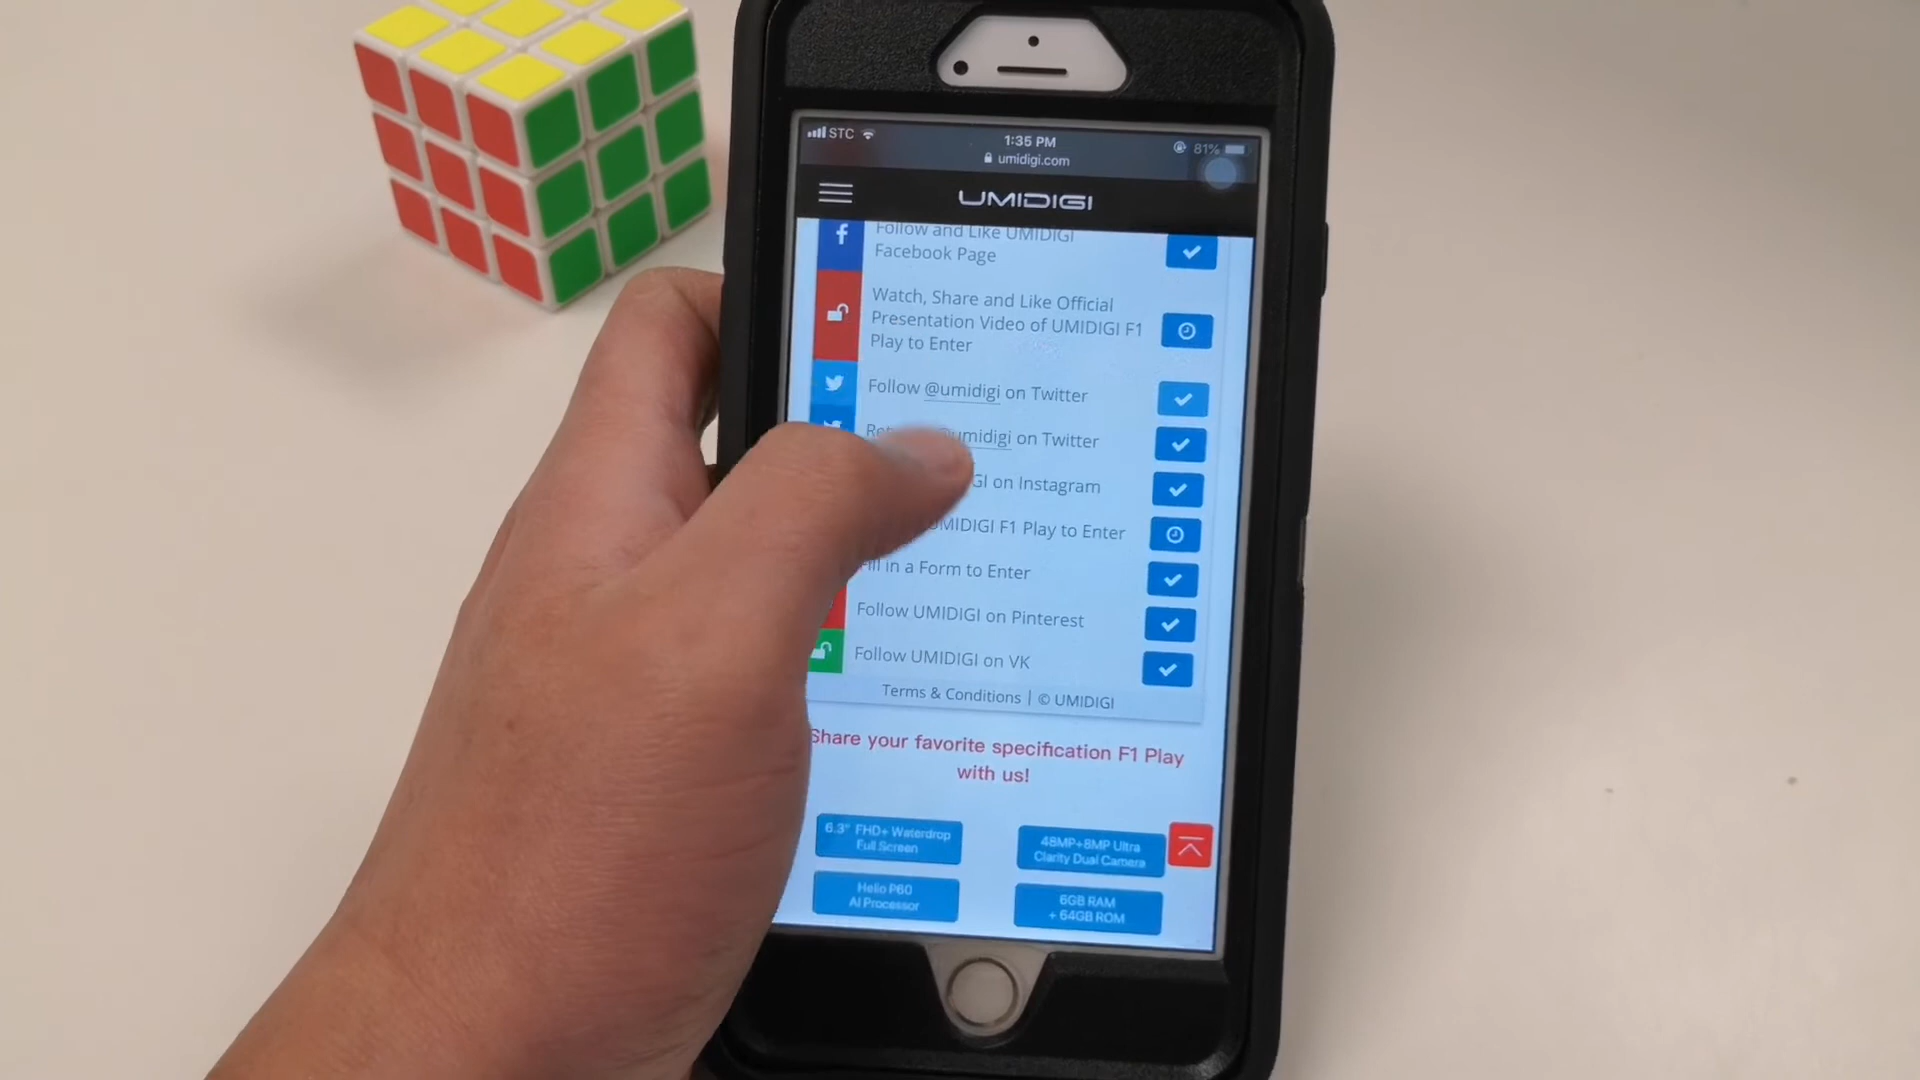 STC
1:35 PM
81%
umidigi.com
UMIDIGI
Follow and Like UMIDIGI
Facebook Page
Watch, Share and Like Official
Presentation Video of UMIDIGI F1
Play to Enter
Follow @umidigi on Twitter
@umidigi on Twitter
on Instagram
UMIDIGI F1 Play to Enter
Fill in a Form to Enter
Follow UMIDIGI on Pinterest
Follow UMIDIGI on VK
Terms & Conditions | © UMIDIGI
Share your favorite specification F1 Play
with us!
6.3" FHD+ Waterdrop
Full Screen
48MP+8MP Ultra
Clarity Dual Camera
Helio P60
AI Processor
6GB RAM
+ 64GB ROM